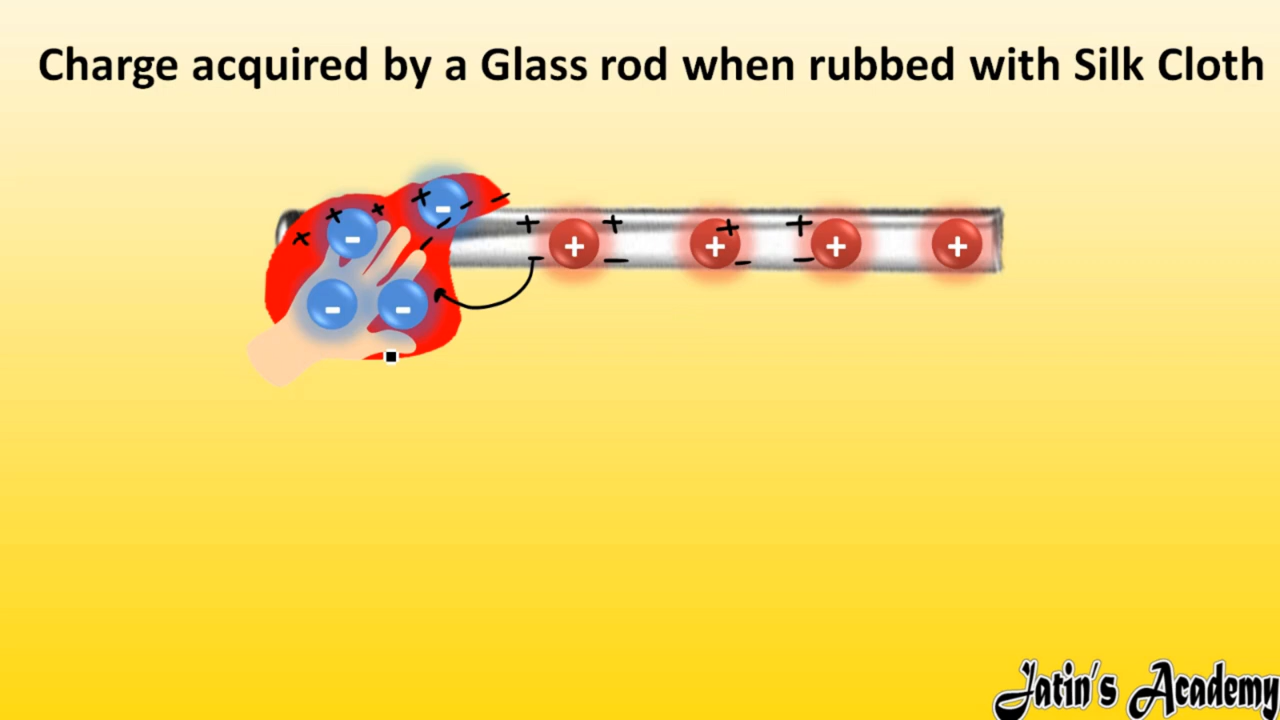 Charge acquired by a Glass rod when rubbed with Silk Cloth
+ + + + - -
- - + + + + +
- - - + + + +
- - - - - -
Jatin's Academy